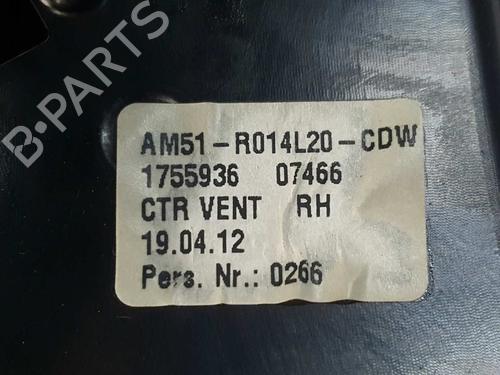 B-PARTS
AM51-R014L20-CDW
1755936 07466
CTR VENT RH
19.04.12
Pers. Nr.: 0266